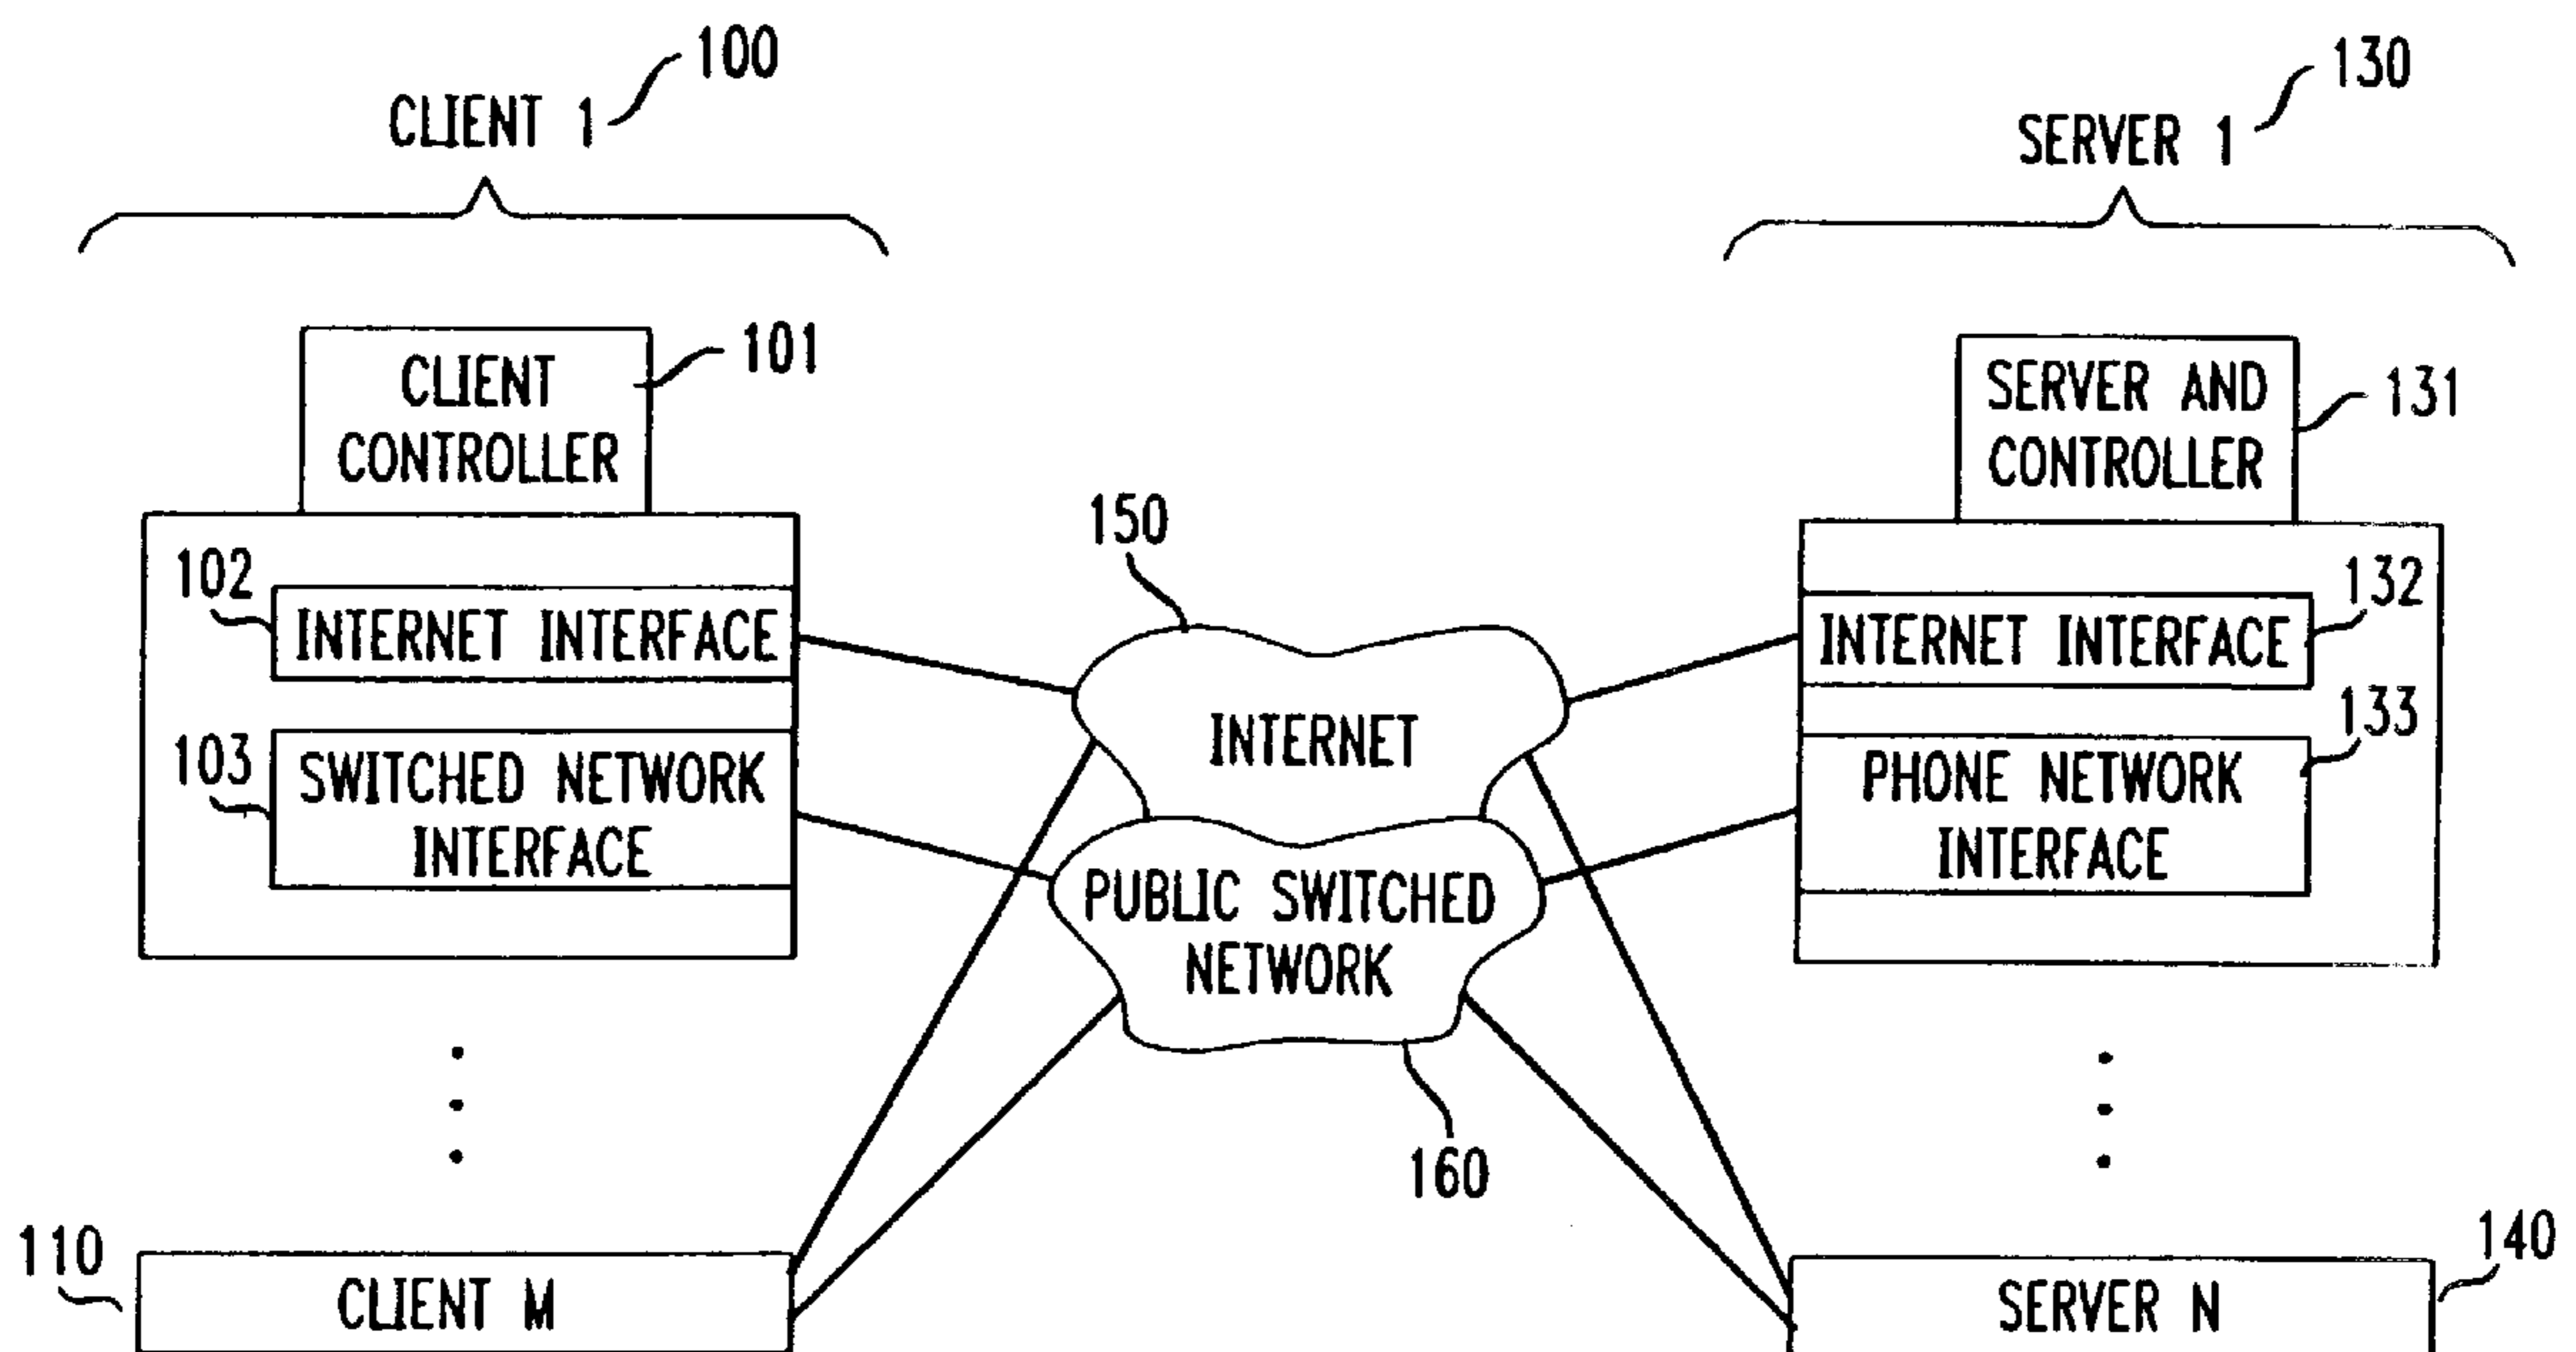 100
CLIENT 1
130
SERVER 1
CLIENT
CONTROLLER
101
SERVER AND
CONTROLLER
131
150
102
INTERNET INTERFACE
103
SWITCHED NETWORK
INTERFACE
INTERNET
PUBLIC SWITCHED
NETWORK
160
132
INTERNET INTERFACE
133
PHONE NETWORK
INTERFACE
110
CLIENT M
140
SERVER N